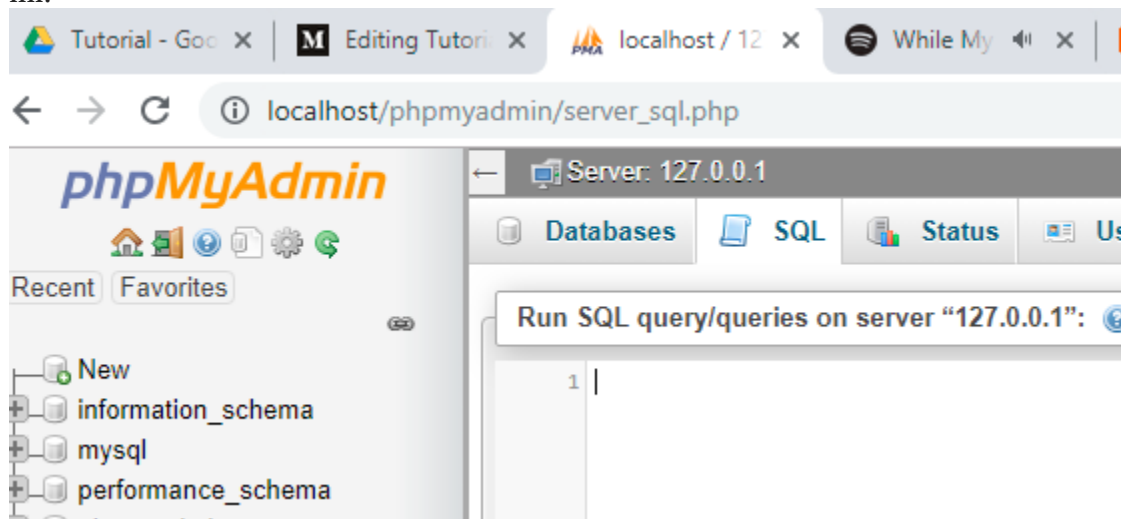 Tutorial - Goo
Editing Tutori
localhost / 12
While My
localhost/phpmyadmin/server_sql.php
phpMyAdmin
Server: 127.0.0.1
Databases SQL Status Us
Recent Favorites
Run SQL query/queries on server “127.0.0.1”:
1
New
information_schema
mysql
performance_schema